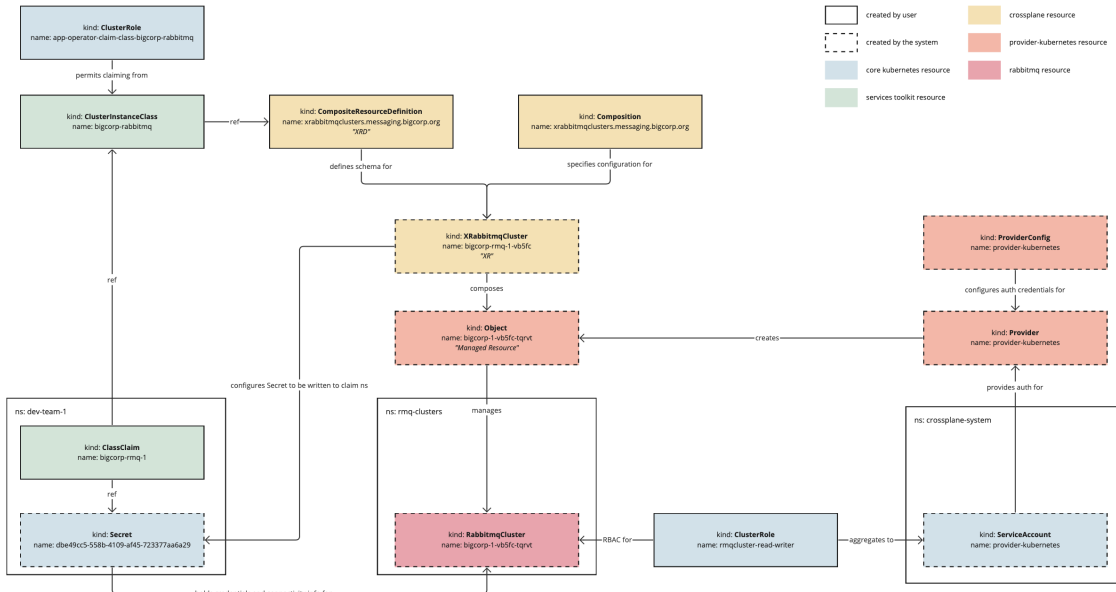 kind: ClusterRole
name: app-operator-claim-class-bigcorp-rabbitmq
created by user
crossplane resource
created by the system
provider-kubernetes resource
core kubernetes resource
rabbitmq resource
services toolkit resource
permits claiming from
kind: ClusterInstanceClass
name: bigcorp-rabbitmq
ref
kind: CompositeResourceDefinition
name: xrabbitmqclusters.messaging.bigcorp.org
"XRD"
kind: Composition
name: xrabbitmqclusters.messaging.bigcorp.org
defines schema for
specifies configuration for
kind: XRabbitmqCluster
name: bigcorp-rmq-1-vb5fc
"XR"
kind: ProviderConfig
name: provider-kubernetes
ref
composes
configures auth credentials for
kind: Object
name: bigcorp-1-vb5fc-tqrvt
"Managed Resource"
creates
kind: Provider
name: provider-kubernetes
configures Secret to be written to claim ns
provides auth for
ns: dev-team-1
ns: rmq-clusters
manages
ns: crossplane-system
kind: ClassClaim
name: bigcorp-rmq-1
ref
kind: Secret
name: dbe49cc5-558b-4109-af45-723377aa6a29
kind: RabbitmqCluster
name: bigcorp-1-vb5fc-tqrvt
RBAC for
kind: ClusterRole
name: rmqcluster-read-writer
aggregates to
kind: ServiceAccount
name: provider-kubernetes